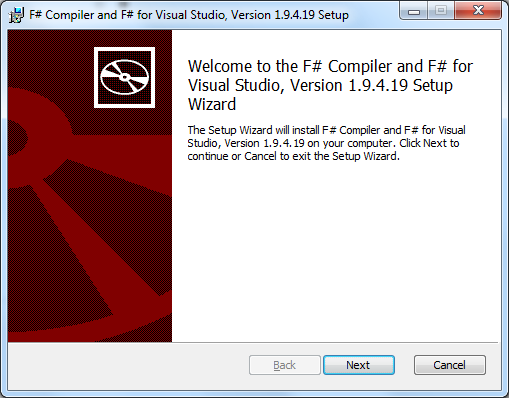 F# Compiler and F# for Visual Studio, Version 1.9.4.19 Setup
Welcome to the F# Compiler and F# for
Visual Studio, Version 1.9.4.19 Setup
Wizard
The Setup Wizard will install F# Compiler and F# for Visual
Studio, Version 1.9.4.19 on your computer. Click Next to
continue or Cancel to exit the Setup Wizard.
Back Next Cancel